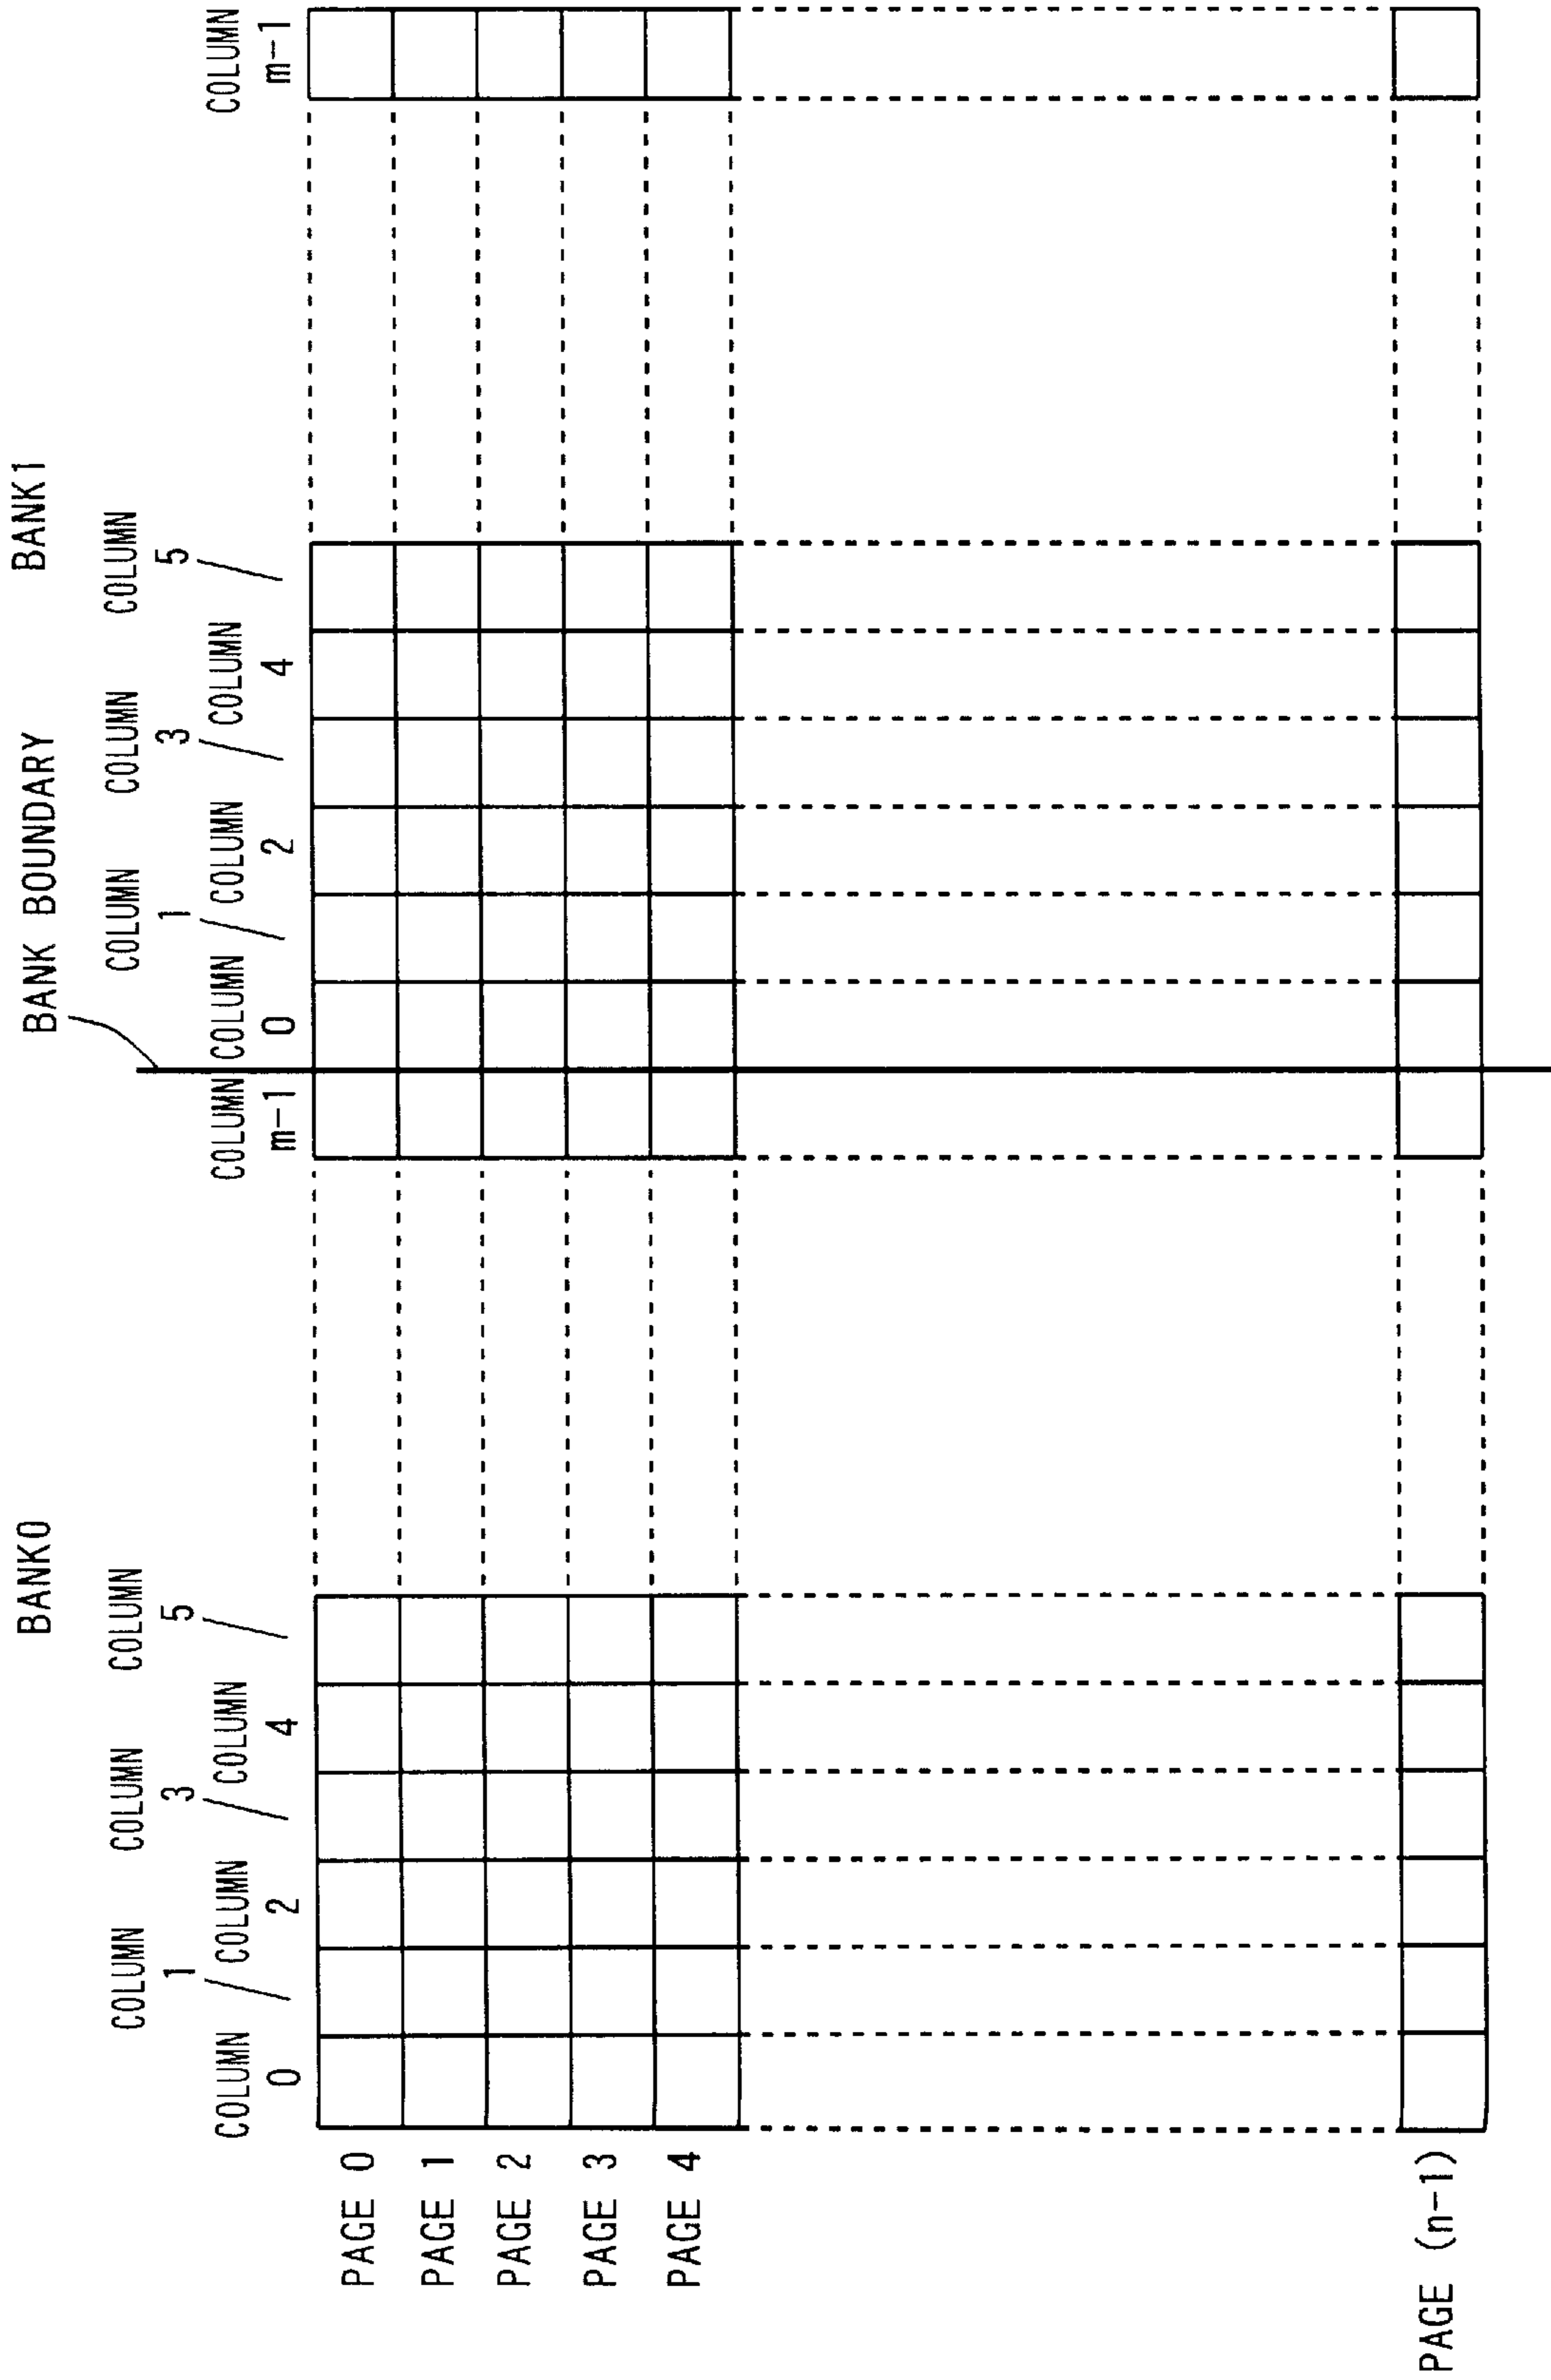 BANK0
BANK BOUNDARY
BANK1
COLUMN
1
COLUMN
3
COLUMN
5
COLUMN
1
COLUMN
3
COLUMN
5
COLUMN
0
COLUMN
2
COLUMN
4
COLUMN
m-1
COLUMN
0
COLUMN
2
COLUMN
4
COLUMN
m-1
PAGE 0
PAGE 1
PAGE 2
PAGE 3
PAGE 4
PAGE (n-1)